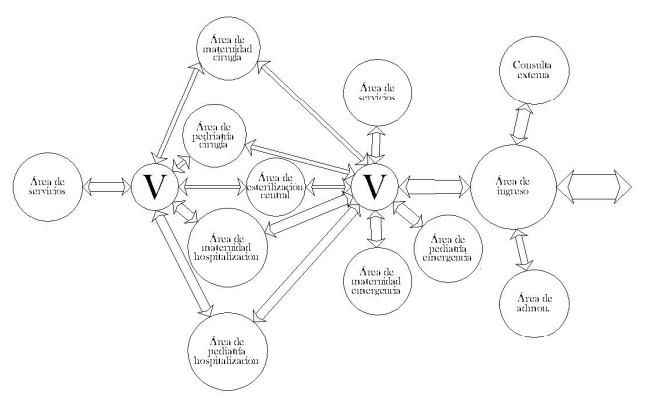 Área de
maternidad
cirugía
Área de
pediatría
cirugía
Área de
servicios
V
Área de
esterilización
central
Área de
maternidad
hospitalización
Área de
pediatría
hospitalización
Área de
servicios
V
Área de
maternidad
emergencia
Área de
pediatría
emergencia
Consulta
externa
Área de
ingreso
Área de
admon.